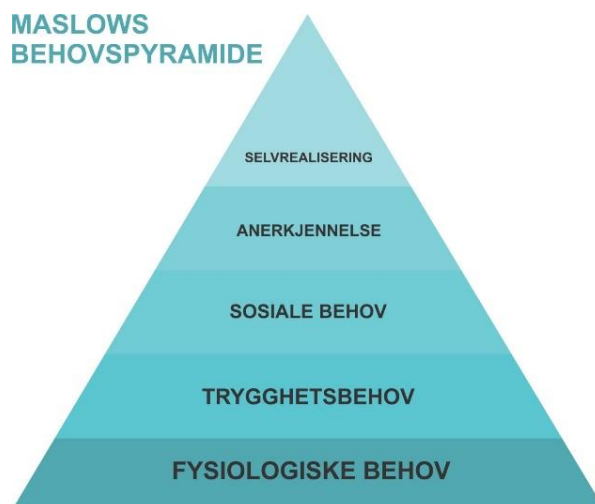 MASLOWS
BEHOVSPYRAMIDE
SELVREALISERING
ANERKJENNELSE
SOSIALE BEHOV
TRYGGHETSBEHOV
FYSIOLOGISKE BEHOV